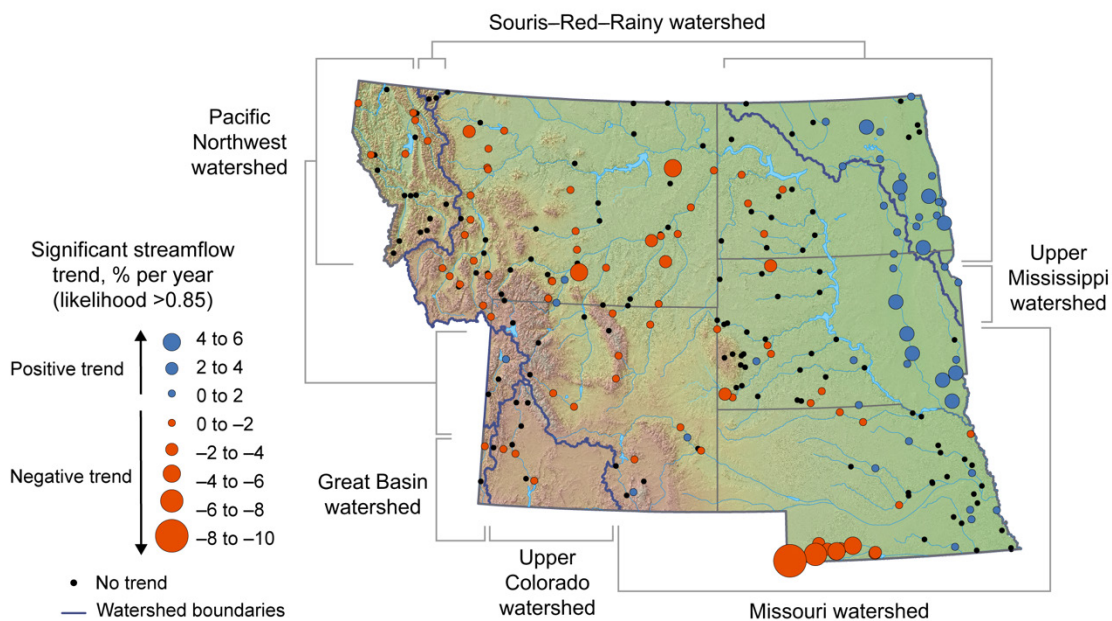 Souris–Red–Rainy watershed
Pacific
Northwest
watershed
Significant streamflow
trend, % per year
(likelihood >0.85)
Positive trend
4 to 6
2 to 4
0 to 2
0 to –2
–2 to –4
–4 to –6
–6 to –8
–8 to –10
Negative trend
No trend
Watershed boundaries
Great Basin
watershed
Upper
Colorado
watershed
Missouri watershed
Upper
Mississippi
watershed